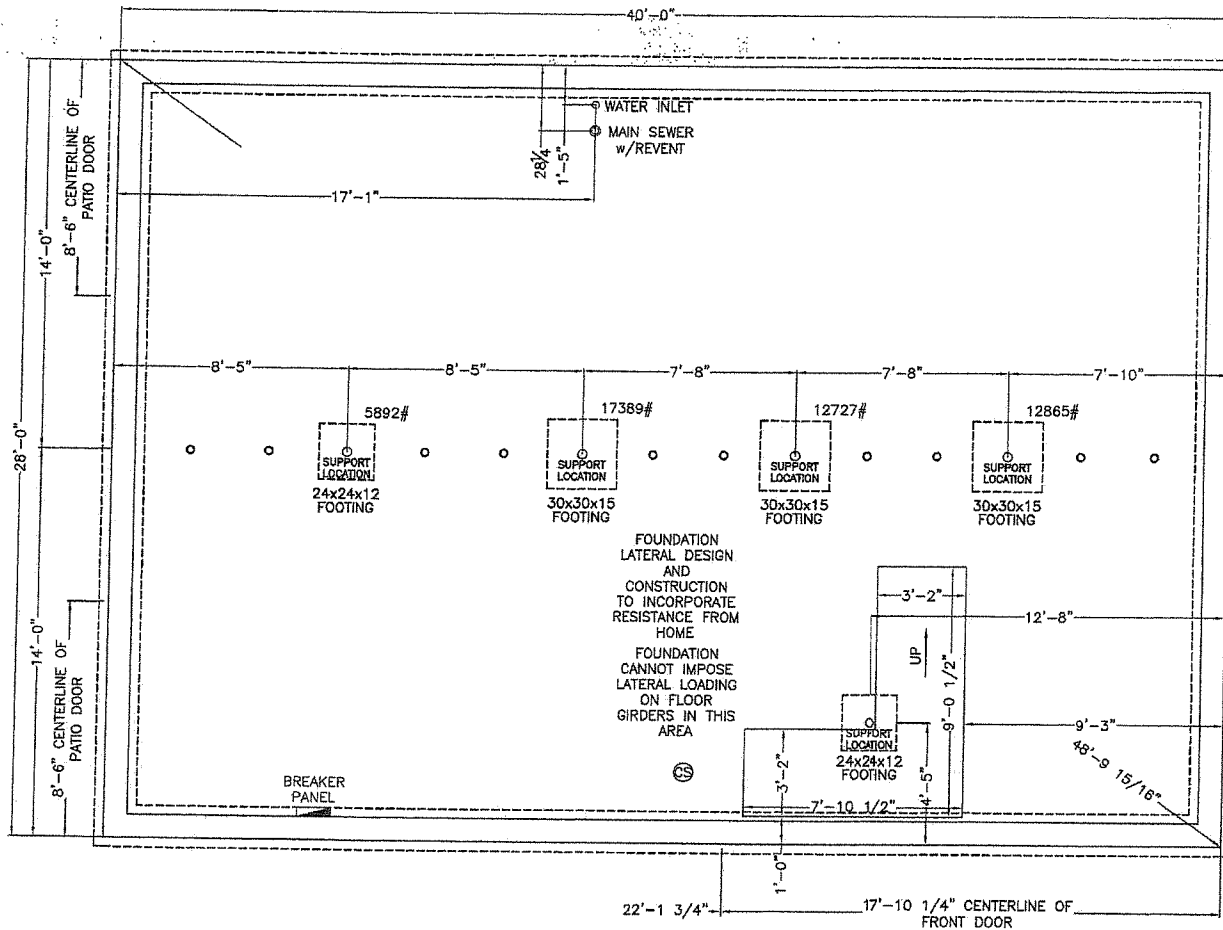 40'-0"
WATER INLET
MAIN SEWER
w/REVENT
28 1/4
1'-5"
17'-1"
8'-6" CENTERLINE OF
PATIO DOOR
14'-0"
28'-0"
14'-0"
8'-6" CENTERLINE OF
PATIO DOOR
8'-5"
8'-5"
7'-8"
7'-8"
7'-10"
5892#
17389#
12727#
12865#
SUPPORT
LOCATION
24x24x12
FOOTING
SUPPORT
LOCATION
30x30x15
FOOTING
SUPPORT
LOCATION
30x30x15
FOOTING
SUPPORT
LOCATION
30x30x15
FOOTING
FOUNDATION
LATERAL DESIGN
AND
CONSTRUCTION
TO INCORPORATE
RESISTANCE FROM
HOME
FOUNDATION
CANNOT IMPOSE
LATERAL LOADING
ON FLOOR
GIRDERS IN THIS
AREA
3'-2"
12'-8"
UP
9'-0 1/2"
9'-3"
SUPPORT
LOCATION
24x24x12
FOOTING
48'-9 15/16"
CS
3'-2"
7'-10 1/2"
4'-5"
BREAKER
PANEL
1'-0"
22'-1 3/4"
17'-10 1/4" CENTERLINE OF
FRONT DOOR